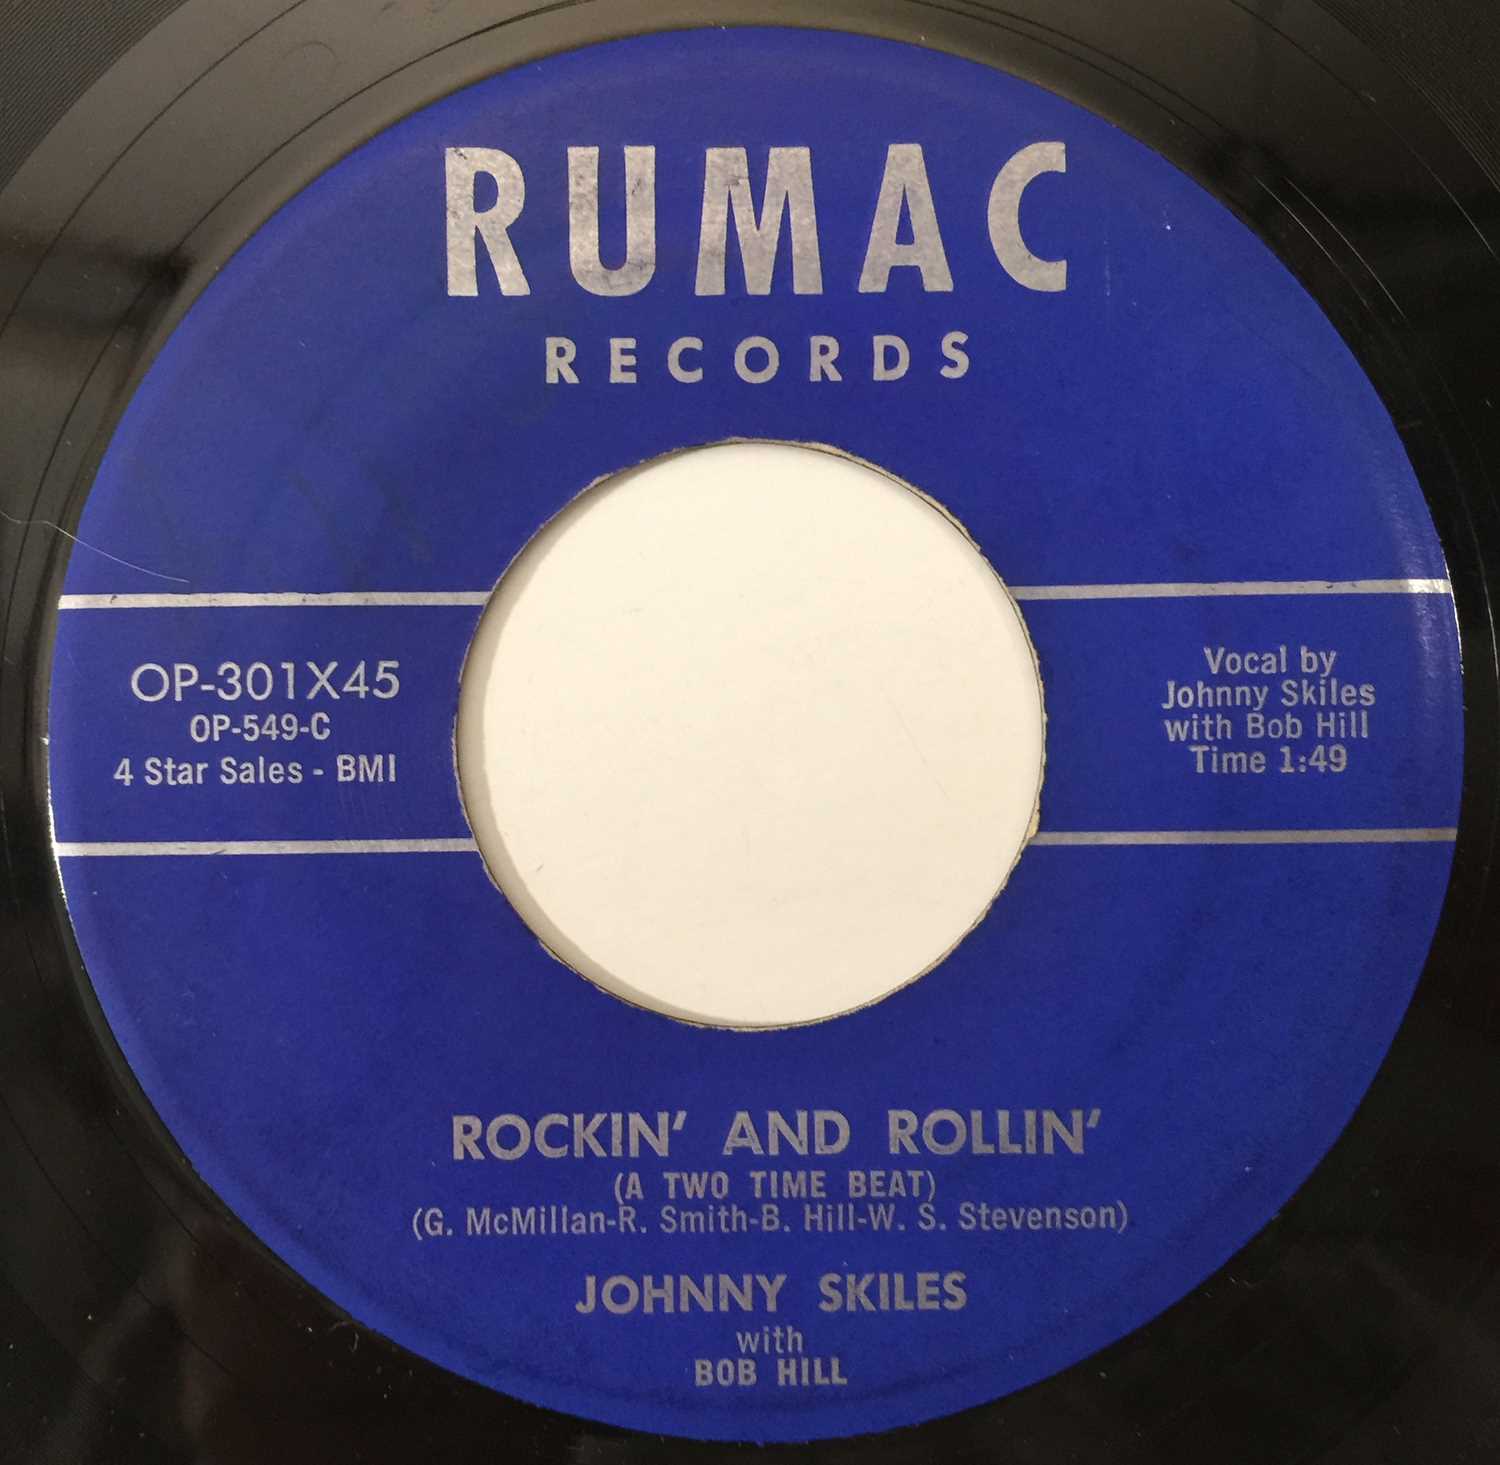 RUMAC
RECORDS
OP-301X45
OP-549-C
4 Star Sales - BMI
Vocal by
Johnny Skiles
with Bob Hill
Time 1:49
ROCKIN' AND ROLLIN'
(A TWO TIME BEAT)
(G. McMillan-R. Smith-B. Hill-W. S. Stevenson)
JOHNNY SKILES
with
BOB HILL